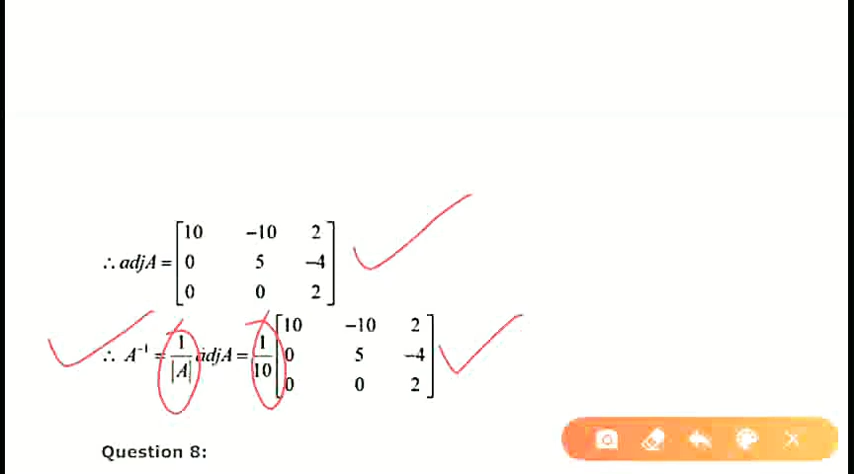 ∴ adjA = [10 -10 2
0 5 -4
0 0 2]
∴ A⁻¹ = 1/|A| adjA = 1/10 [10 -10 2
0 5 -4
0 0 2]
Question 8: